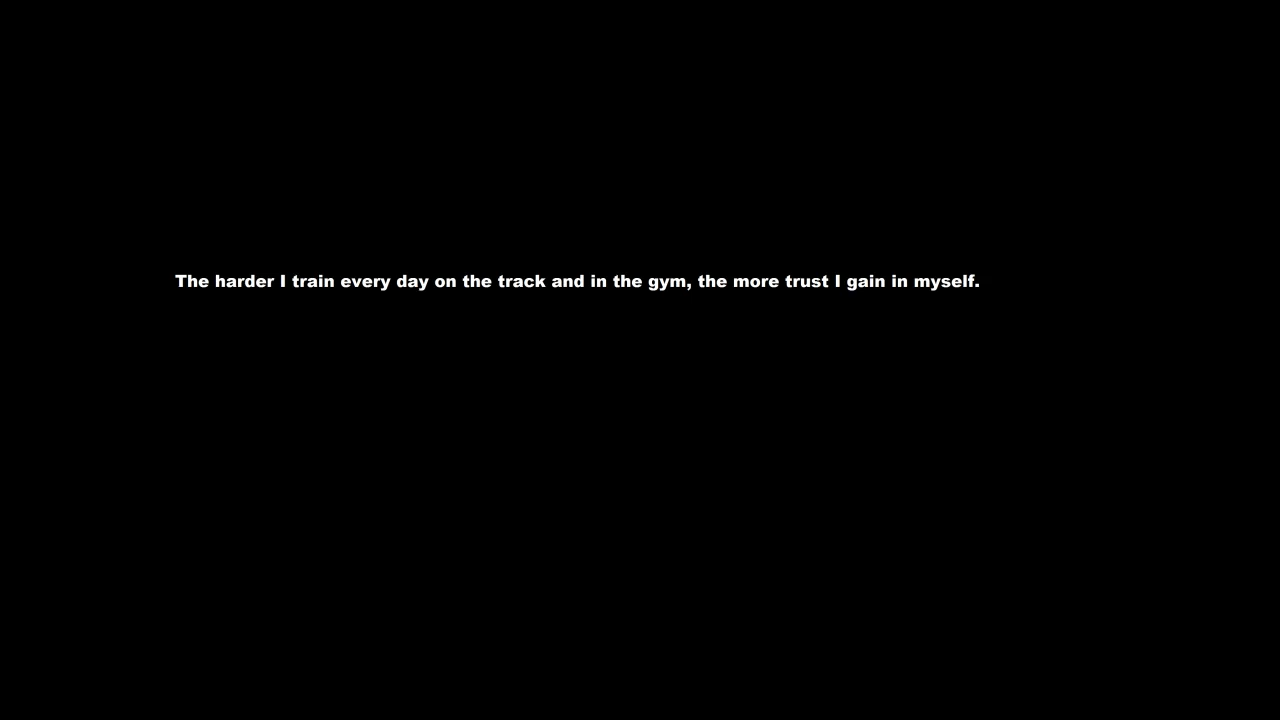 The harder I train every day on the track and in the gym, the more trust I gain in myself.